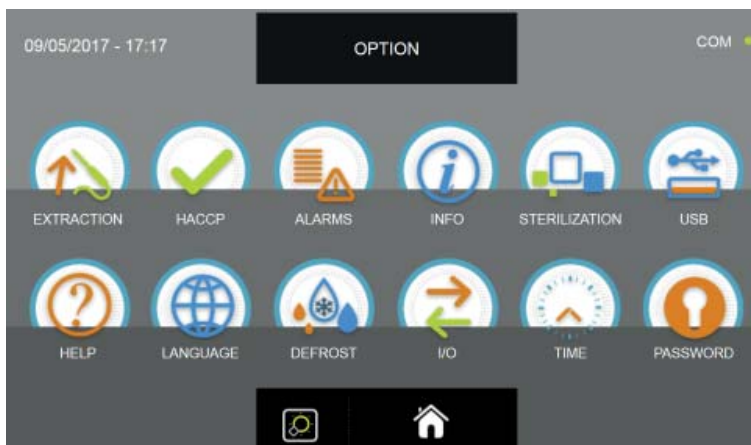 09/05/2017 - 17:17
OPTION
COM
EXTRACTION
HACCP
ALARMS
INFO
STERILIZATION
USB
HELP
LANGUAGE
DEFROST
I/O
TIME
PASSWORD